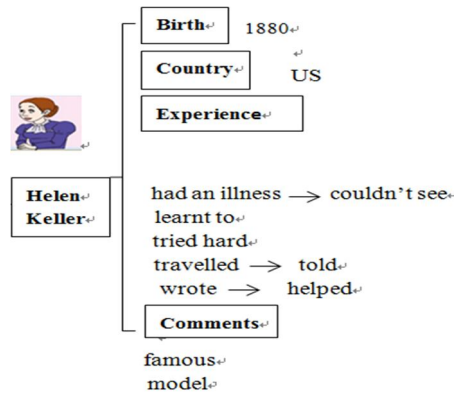 Birth 1880
Country US
Experience
Helen
Keller
had an illness → couldn't see
learnt to
tried hard
travelled → told
wrote → helped
Comments
famous
model